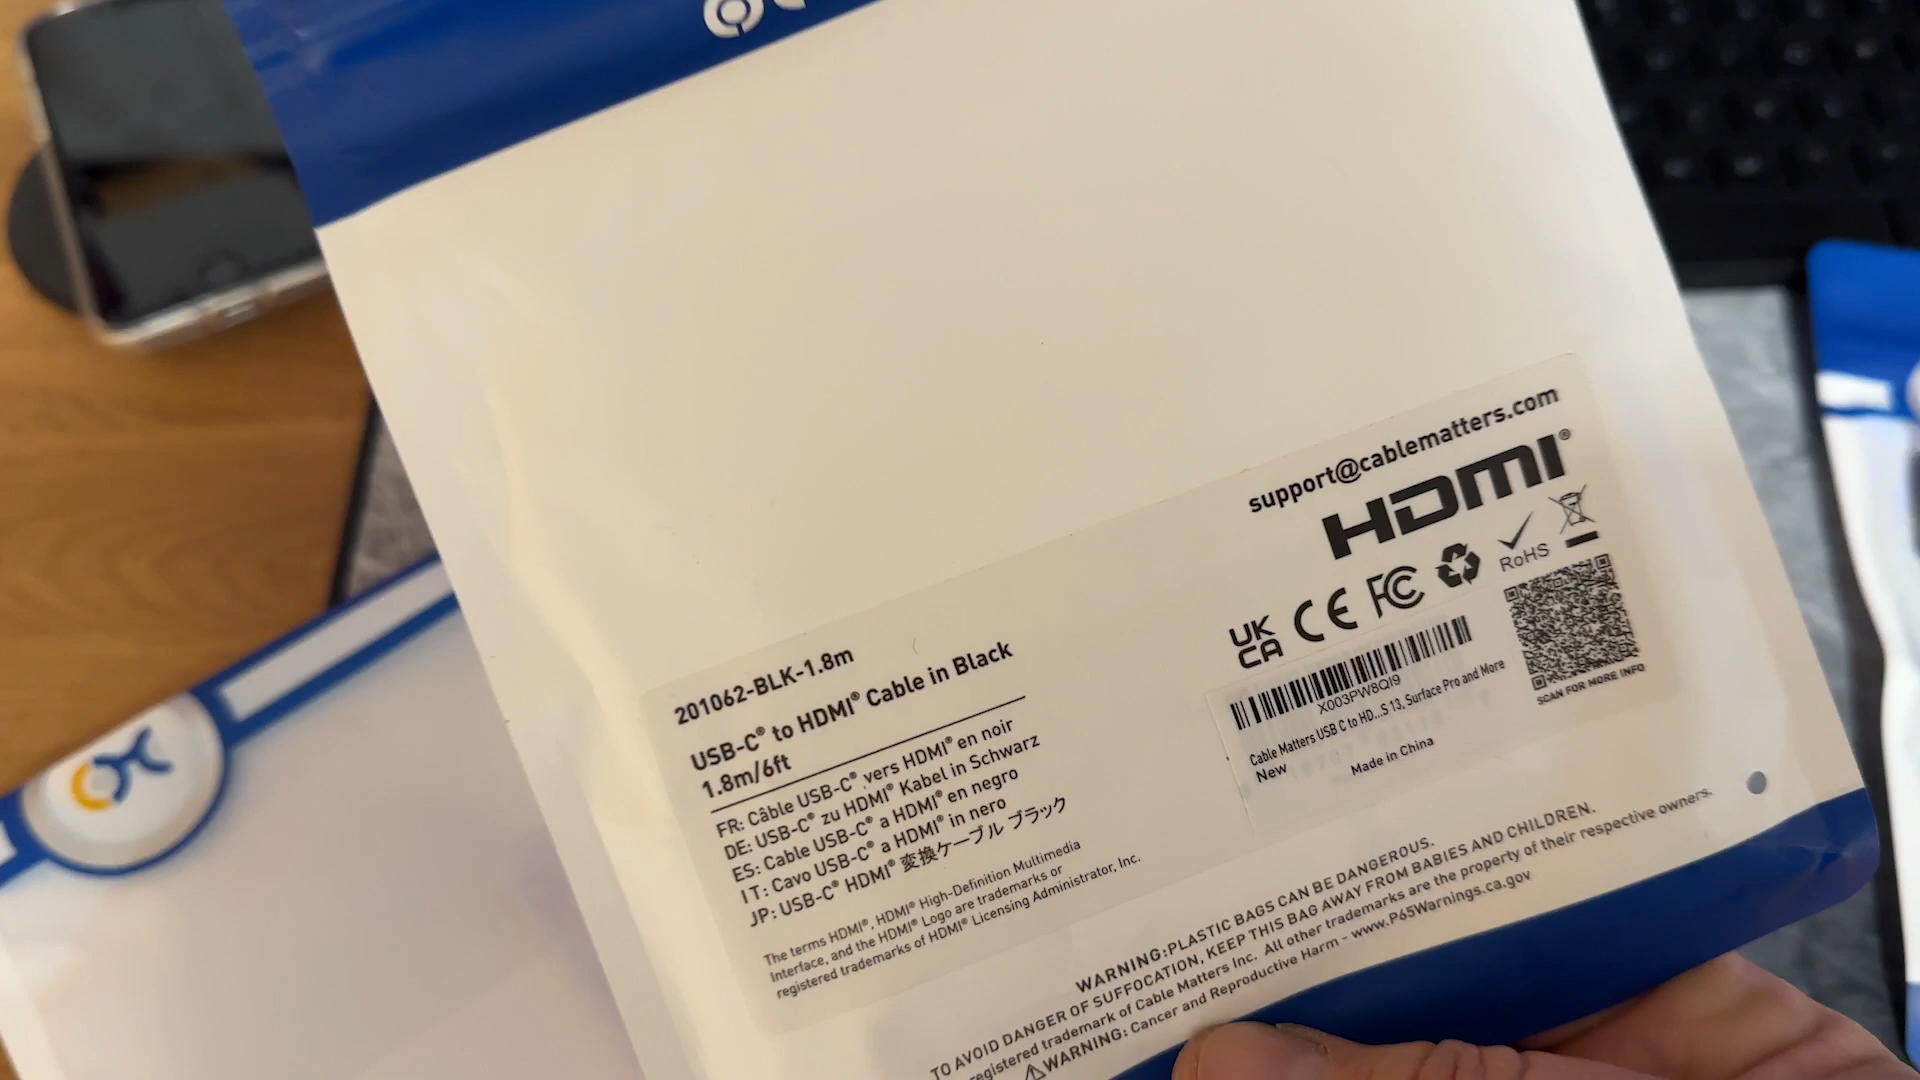 support@cablematters.com
HDMI®
RoHS
UK
CA
CE
FC
201062-BLK-1.8m
USB-C® to HDMI® Cable in Black
1.8m/6ft
FR: Câble USB-C® vers HDMI® en noir
DE: USB-C® zu HDMI® Kabel in Schwarz
ES: Cable USB-C® a HDMI® en negro
IT: Cavo USB-C® a HDMI® in nero
JP: USB-C® HDMI® 変換ケーブル ブラック
The terms HDMI®, HDMI® High-Definition Multimedia
Interface, and the HDMI® Logo are trademarks or
registered trademarks of HDMI® Licensing Administrator, Inc.
X003PW8QI9
Cable Matters USB C to HD...S 13, Surface Pro and More
New
Made in China
SCAN FOR MORE INFO
WARNING:PLASTIC BAGS CAN BE DANGEROUS.
TO AVOID DANGER OF SUFFOCATION, KEEP THIS BAG AWAY FROM BABIES AND CHILDREN.
registered trademark of Cable Matters Inc. All other trademarks are the property of their respective owners.
⚠WARNING: Cancer and Reproductive Harm - www.P65Warnings.ca.gov